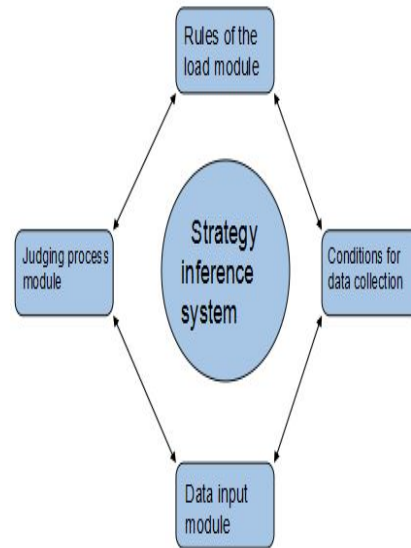 Rules of the
load module
Judging process
module
Strategy
inference
system
Conditions for
data collection
Data input
module